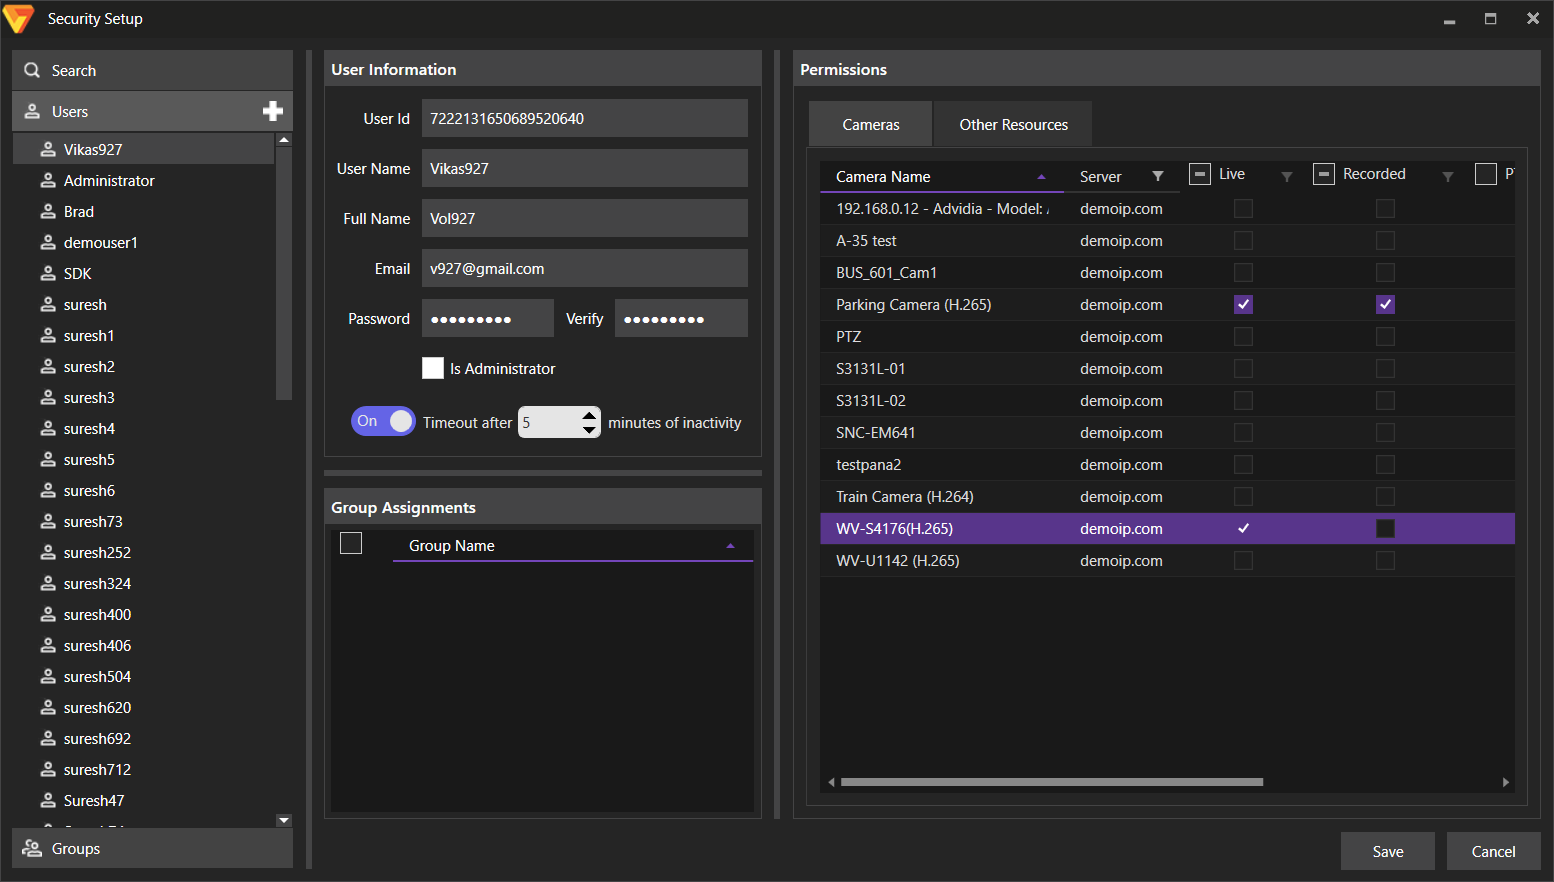 Security Setup
Search
Users
Vikas927
Administrator
Brad
demouser1
SDK
suresh
suresh1
suresh2
suresh3
suresh4
suresh5
suresh6
suresh73
suresh252
suresh324
suresh400
suresh406
suresh504
suresh620
suresh692
suresh712
Suresh47
Groups
User Information
User Id 7222131650689520640
User Name Vikas927
Full Name Vol927
Email v927@gmail.com
Password ●●●●●●●●● Verify ●●●●●●●●●
Is Administrator
On Timeout after 5 minutes of inactivity
Group Assignments
Group Name
Permissions
Cameras Other Resources
Camera Name Server Live Recorded
192.168.0.12 - Advidia - Model: demoip.com
A-35 test demoip.com
BUS_601_Cam1 demoip.com
Parking Camera (H.265) demoip.com
PTZ demoip.com
S3131L-01 demoip.com
S3131L-02 demoip.com
SNC-EM641 demoip.com
testpana2 demoip.com
Train Camera (H.264) demoip.com
WV-S4176(H.265) demoip.com
WV-U1142 (H.265) demoip.com
Save Cancel